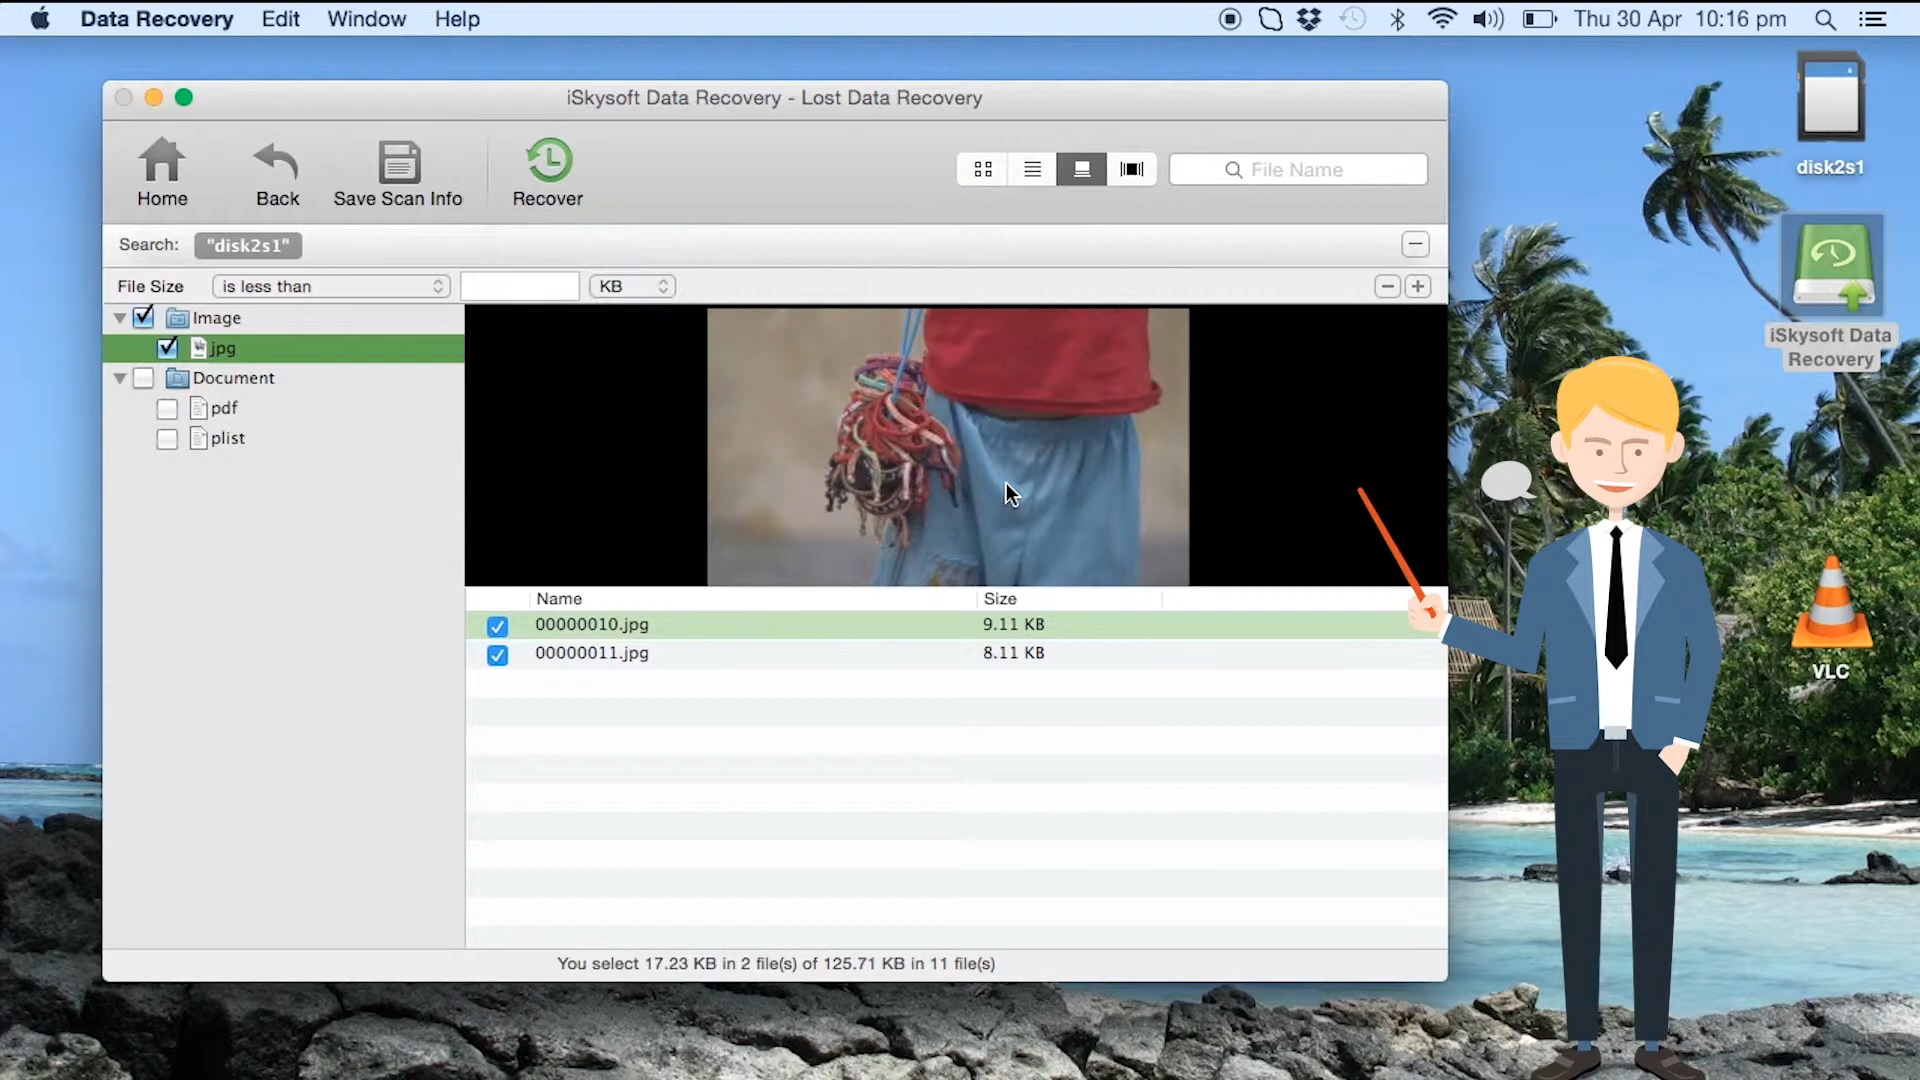 Data Recovery Edit Window Help Thu 30 Apr 10:16 pm
iSkysoft Data Recovery - Lost Data Recovery
Home Back Save Scan Info Recover File Name
Search: "disk2s1"
File Size is less than KB
Image
jpg
Document
pdf
plist
Name Size
00000010.jpg 9.11 KB
00000011.jpg 8.11 KB
You select 17.23 KB in 2 file(s) of 125.71 KB in 11 file(s)
disk2s1
iSkysoft Data
Recovery
VLC